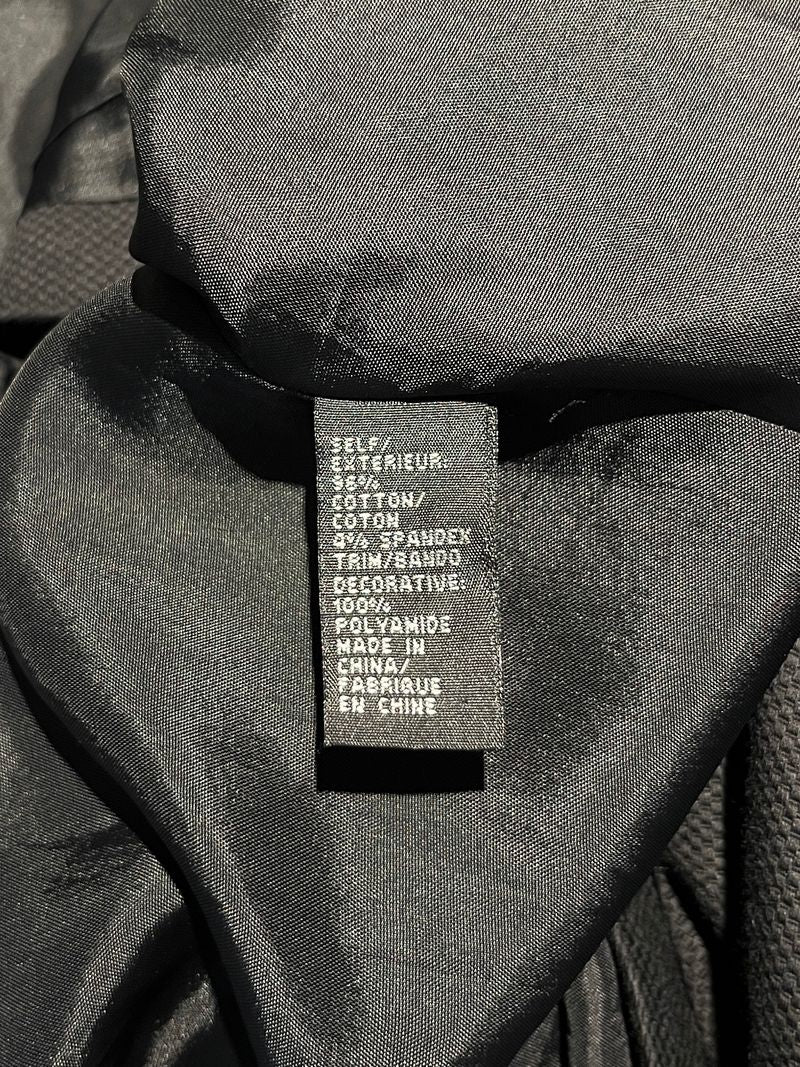 SELF/
EXTERIEUR:
96%
COTTON/
COTON
4% SPANDEX
TRIM/BANDO
DECORATIVE:
100%
POLYAMIDE
MADE IN
CHINA/
FABRIQUE
EN CHINE